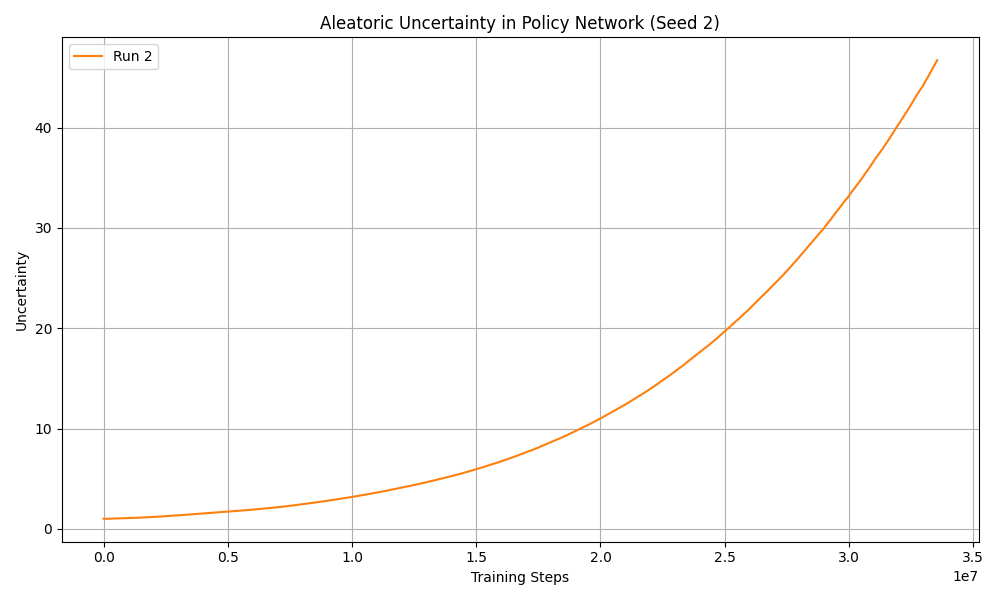 Aleatoric Uncertainty in Policy Network (Seed 2)
Run 2
Uncertainty
40
30
20
10
0
0.0 0.5 1.0 1.5 2.0 2.5 3.0 3.5
1e7
Training Steps